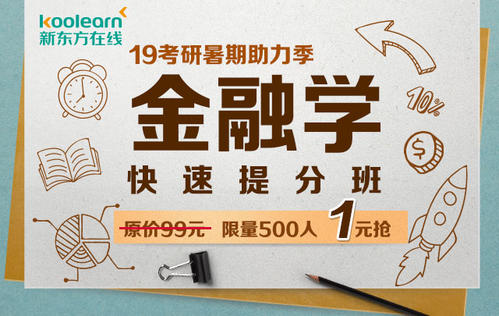 koolearn
新东方在线
19考研暑期助力季
金融学
10%
快速提分班
原价99元 限量500人 1元抢